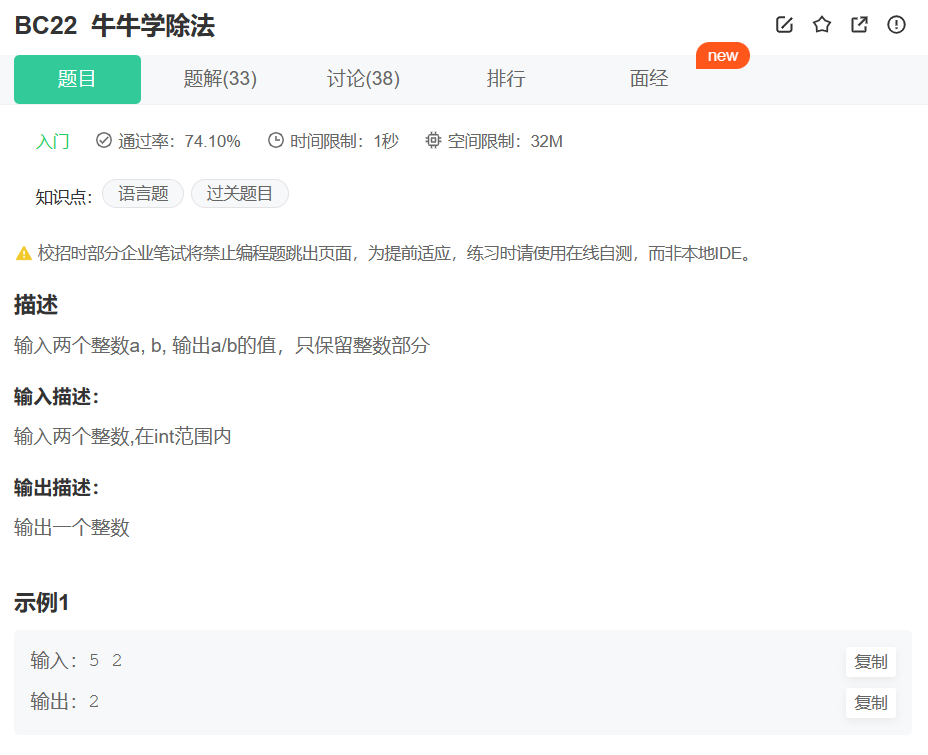 BC22 牛牛学除法
new
题目 题解(33) 讨论(38) 排行 面经
入门 通过率：74.10% 时间限制：1秒 空间限制：32M
知识点： 语言题 过关题目
校招时部分企业笔试将禁止编程题跳出页面，为提前适应，练习时请使用在线自测，而非本地IDE。
描述
输入两个整数a, b, 输出a/b的值，只保留整数部分
输入描述：
输入两个整数,在int范围内
输出描述：
输出一个整数
示例1
输入：5 2 复制
输出：2 复制